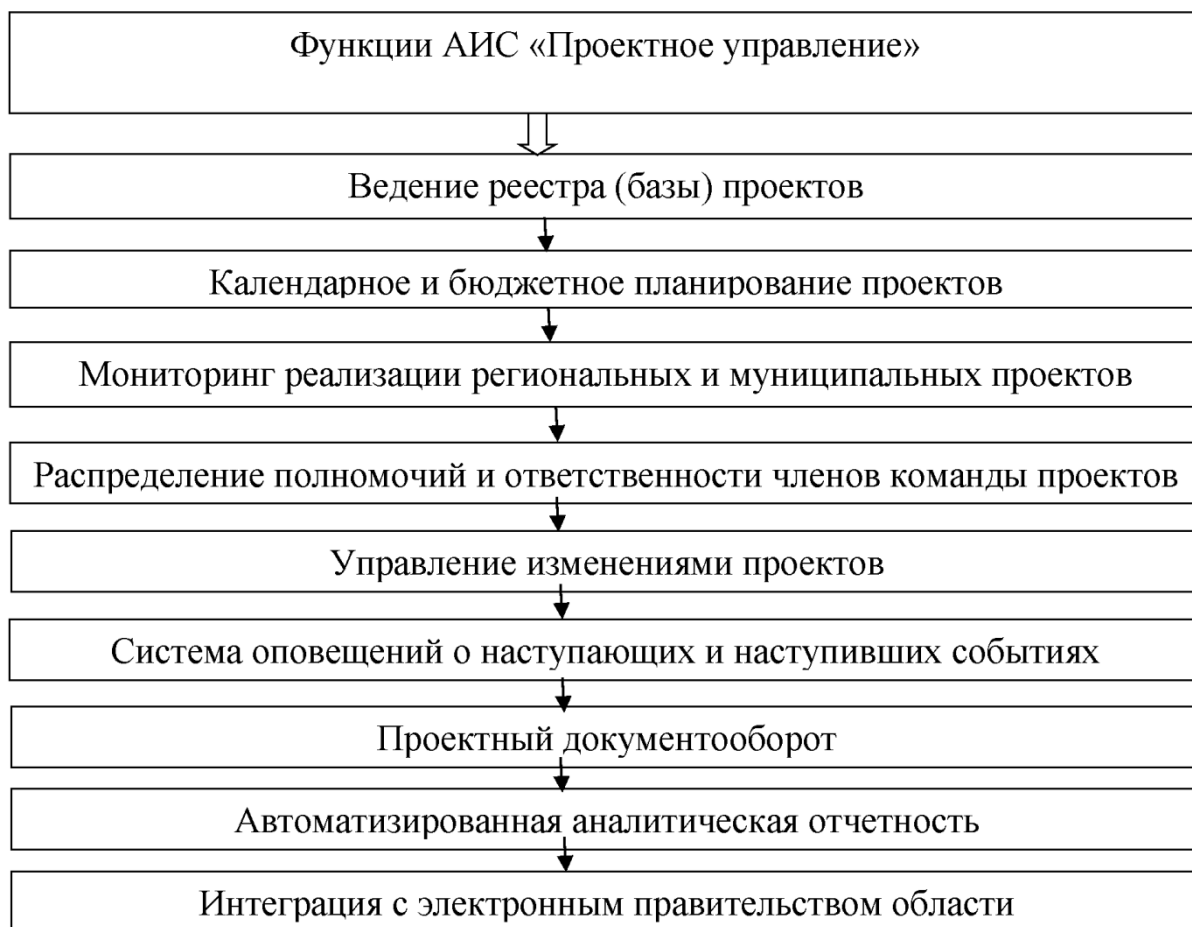 Функции АИС «Проектное управление»
Ведение реестра (базы) проектов
Календарное и бюджетное планирование проектов
Мониторинг реализации региональных и муниципальных проектов
Распределение полномочий и ответственности членов команды проектов
Управление изменениями проектов
Система оповещений о наступающих и наступивших событиях
Проектный документооборот
Автоматизированная аналитическая отчетность
Интеграция с электронным правительством области